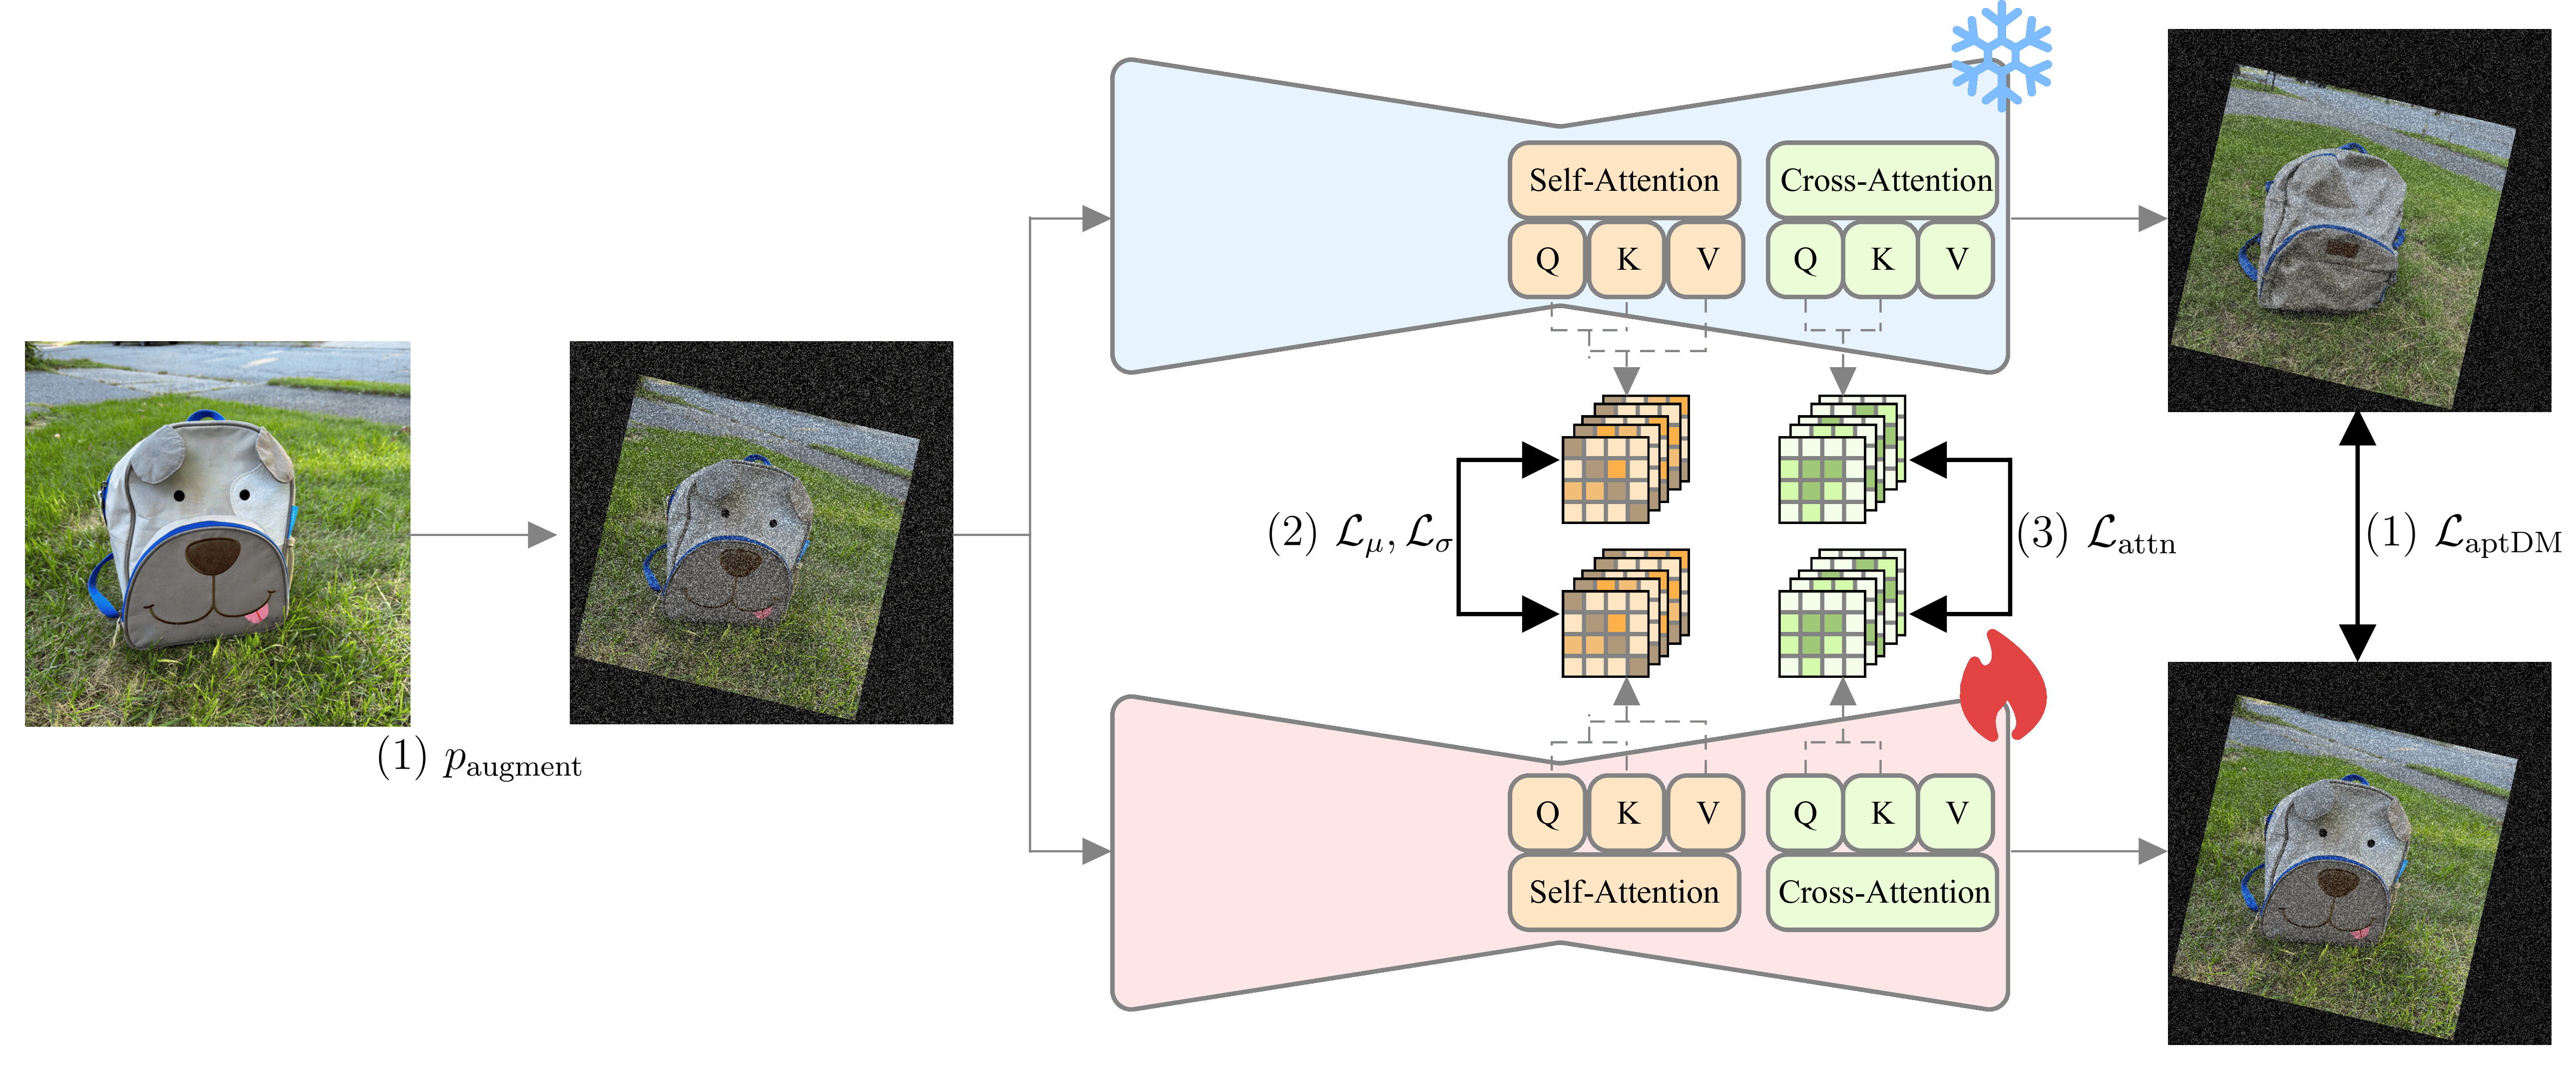 Self-Attention
Cross-Attention
Q K V
Q K V
(2) $\mathcal{L}_{\mu}, \mathcal{L}_{\sigma}$
(3) $\mathcal{L}_{\text{attn}}$
(1) $\mathcal{L}_{\text{aptDM}}$
(1) $p_{\text{augment}}$
Q K V
Q K V
Self-Attention
Cross-Attention